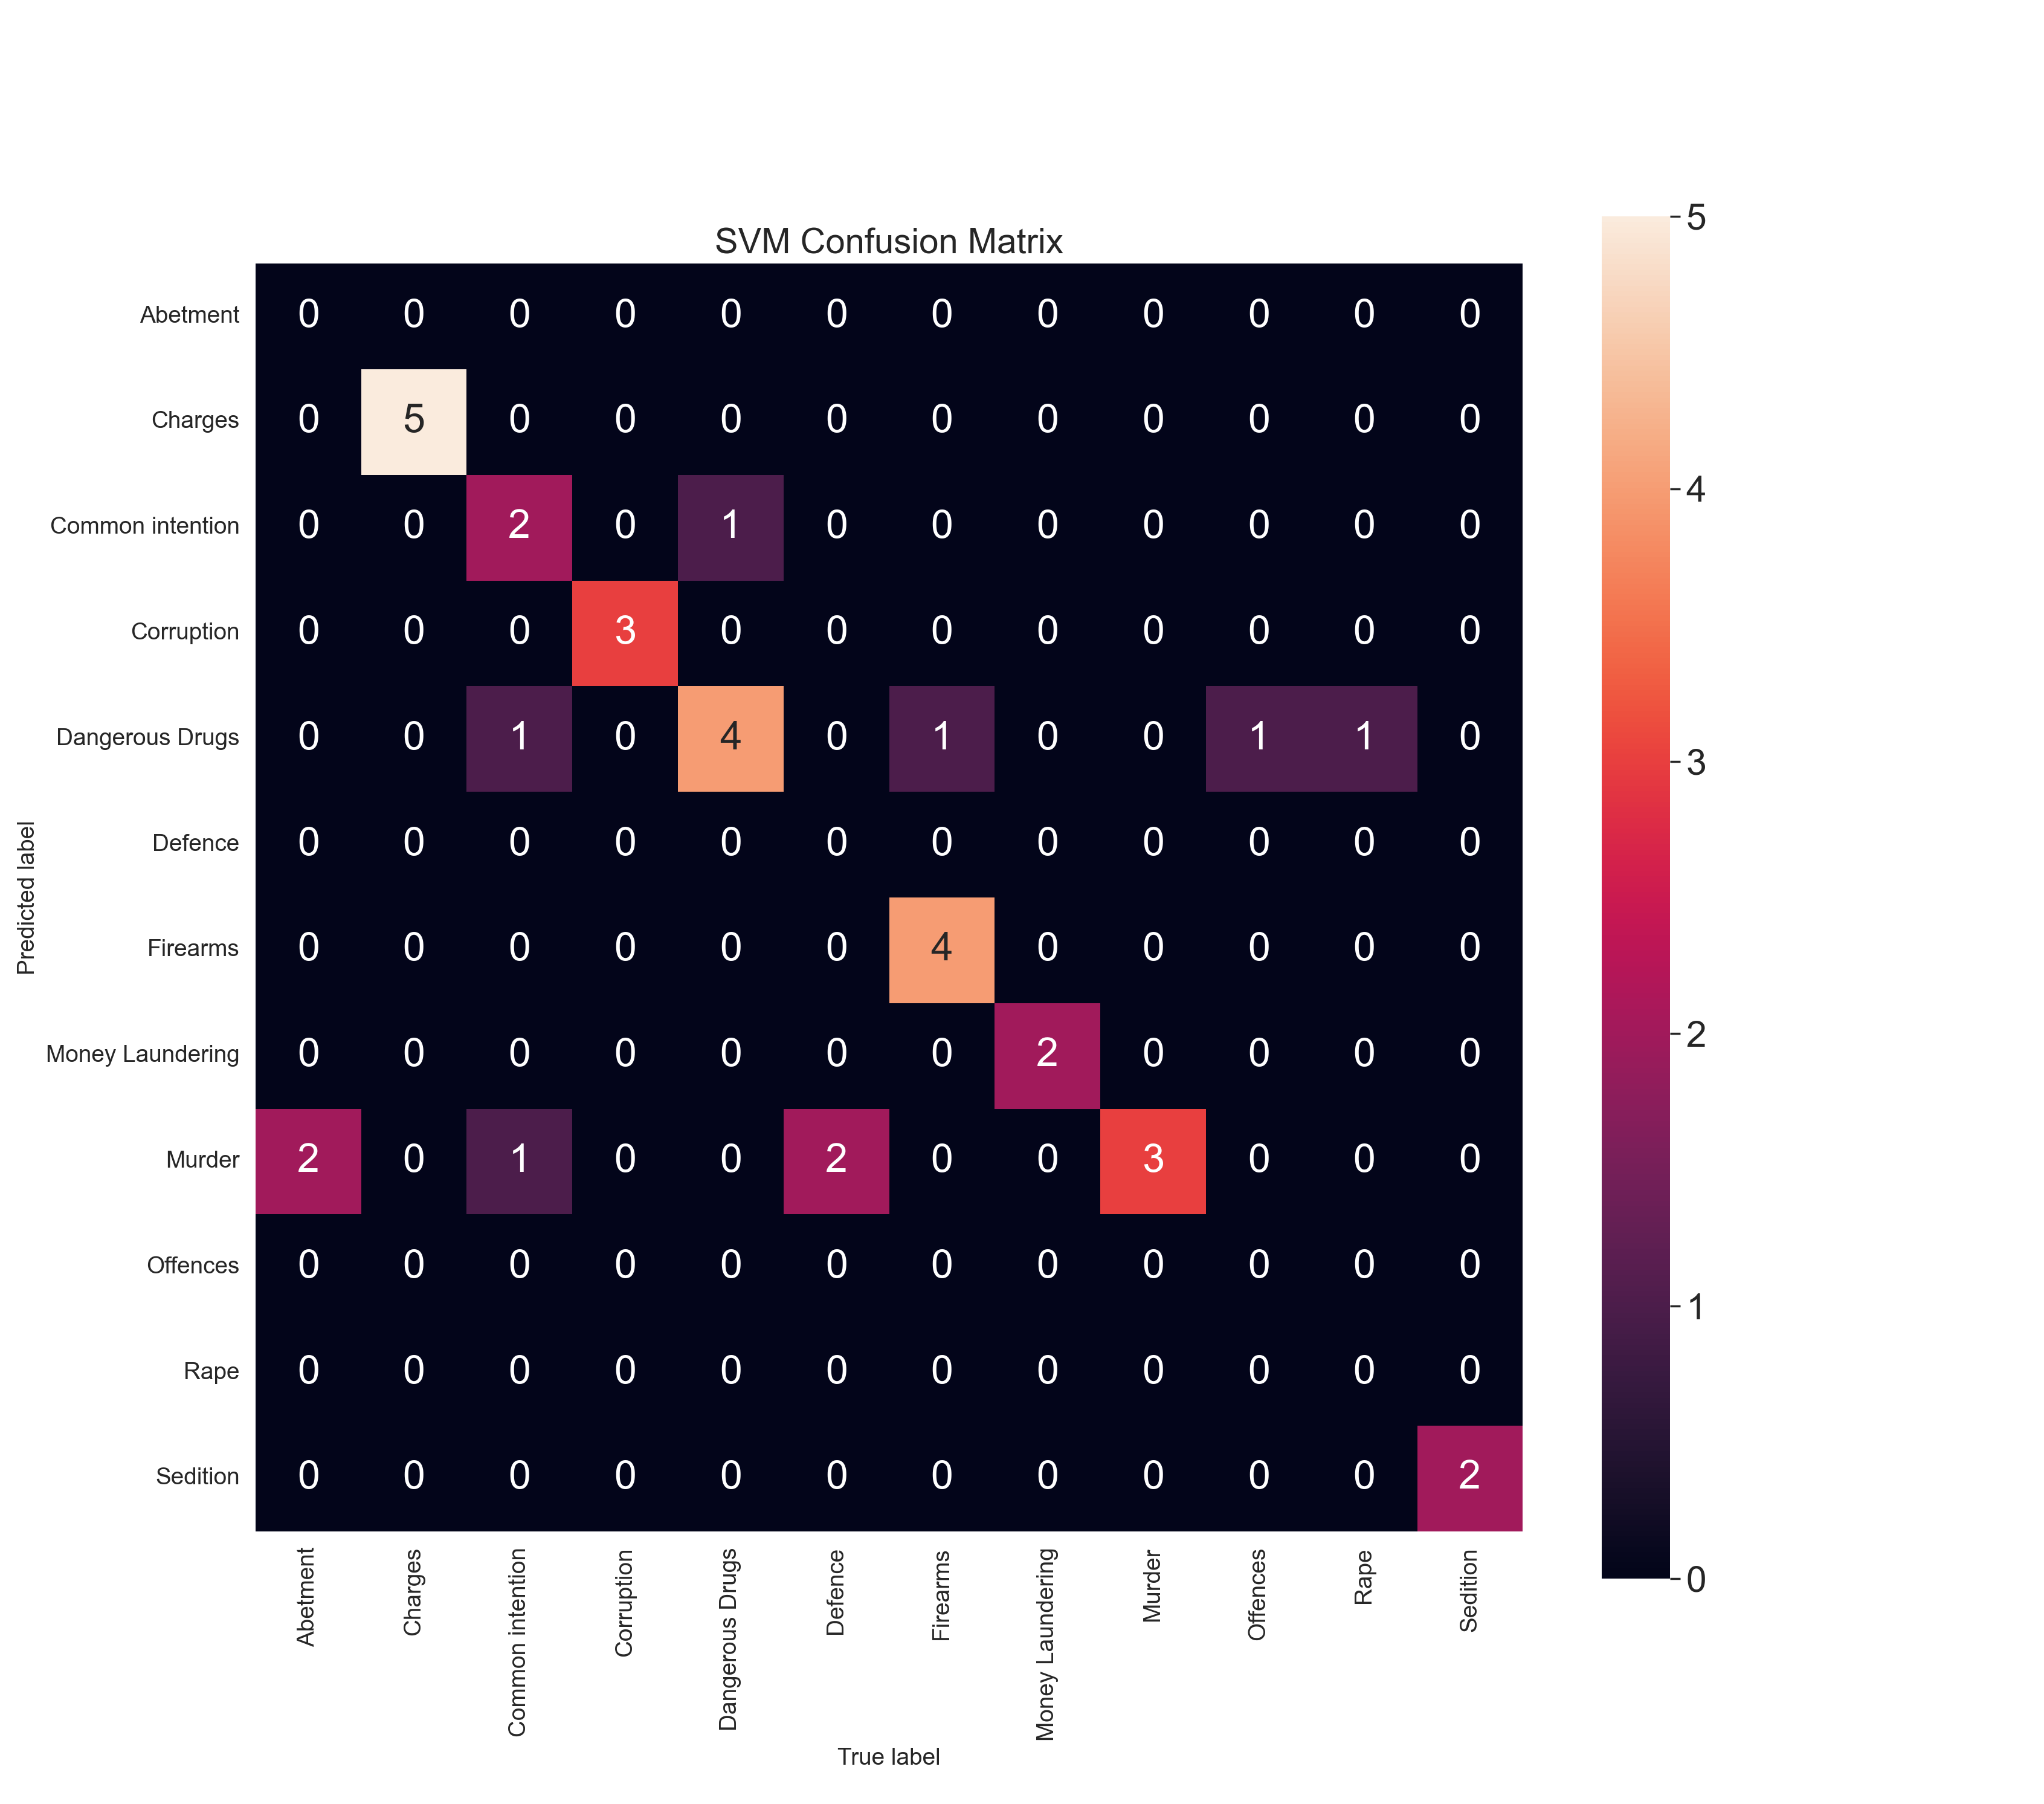 SVM Confusion Matrix
Abetment 0 0 0 0 0 0 0 0 0 0 0 0
Charges 0 5 0 0 0 0 0 0 0 0 0 0
Common intention 0 0 2 0 1 0 0 0 0 0 0 0
Corruption 0 0 0 3 0 0 0 0 0 0 0 0
Dangerous Drugs 0 0 1 0 4 0 1 0 0 1 1 0
Defence 0 0 0 0 0 0 0 0 0 0 0 0
Firearms 0 0 0 0 0 0 4 0 0 0 0 0
Money Laundering 0 0 0 0 0 0 0 2 0 0 0 0
Murder 2 0 1 0 0 2 0 0 3 0 0 0
Offences 0 0 0 0 0 0 0 0 0 0 0 0
Rape 0 0 0 0 0 0 0 0 0 0 0 0
Sedition 0 0 0 0 0 0 0 0 0 0 0 2
Predicted label
Abetment
Charges
Common intention
Corruption
Dangerous Drugs
Defence
Firearms
Money Laundering
Murder
Offences
Rape
Sedition
True label
5
4
3
2
1
0